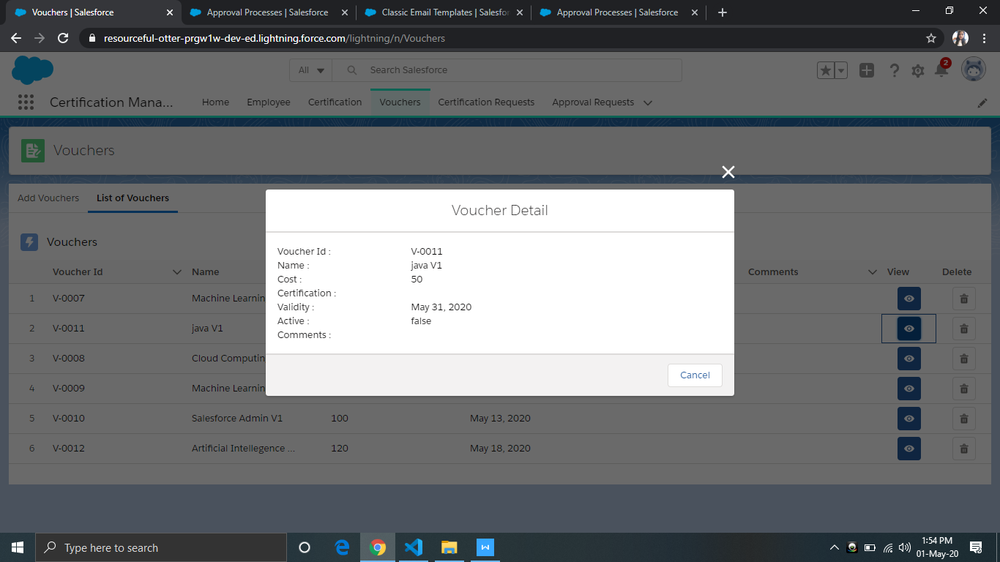 Vouchers | Salesforce
Approval Processes | Salesforce
Classic Email Templates | Salesfor
Approval Processes | Salesforce
resourceful-otter-prgw1w-dev-ed.lightning.force.com/lightning/n/Vouchers
All
Search Salesforce
2
Certification Mana...
Home
Employee
Certification
Vouchers
Certification Requests
Approval Requests
Vouchers
Add Vouchers
List of Vouchers
Vouchers
Voucher Id
Name
Comments
View
Delete
1 V-0007 Machine Learnin
2 V-0011 java V1
3 V-0008 Cloud Computin
4 V-0009 Machine Learnin
5 V-0010 Salesforce Admin V1 100 May 13, 2020
6 V-0012 Artificial Intellegence ... 120 May 18, 2020
Voucher Detail
Voucher Id : V-0011
Name : java V1
Cost : 50
Certification :
Validity : May 31, 2020
Active : false
Comments :
Cancel
Type here to search
1:54 PM
01-May-20